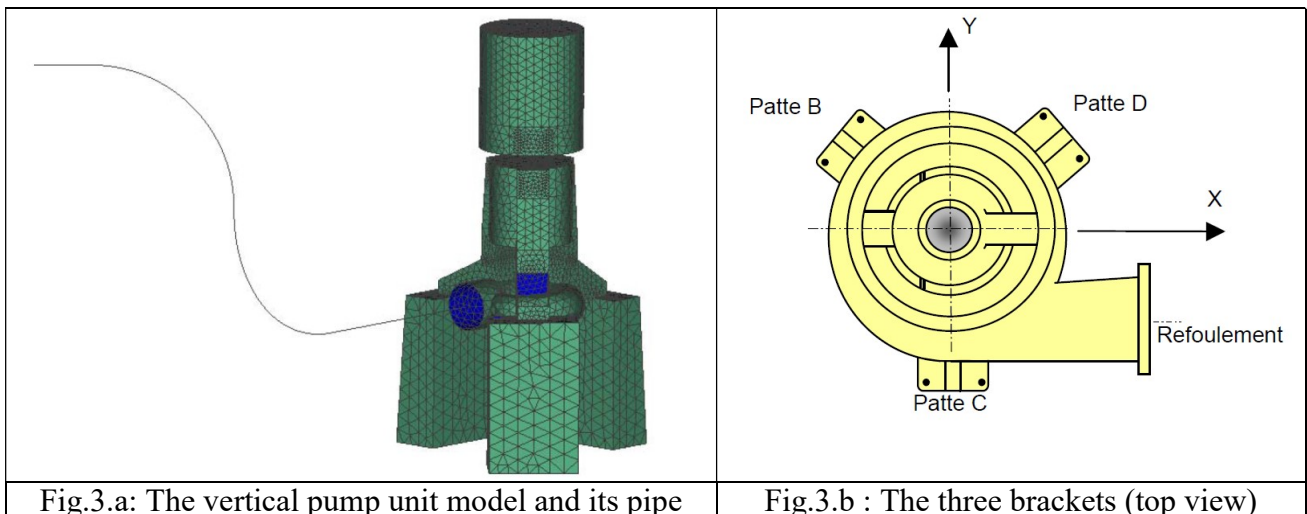 Y
Patte B
Patte D
X
Refoulement
Patte C
Fig.3.a: The vertical pump unit model and its pipe
Fig.3.b : The three brackets (top view)